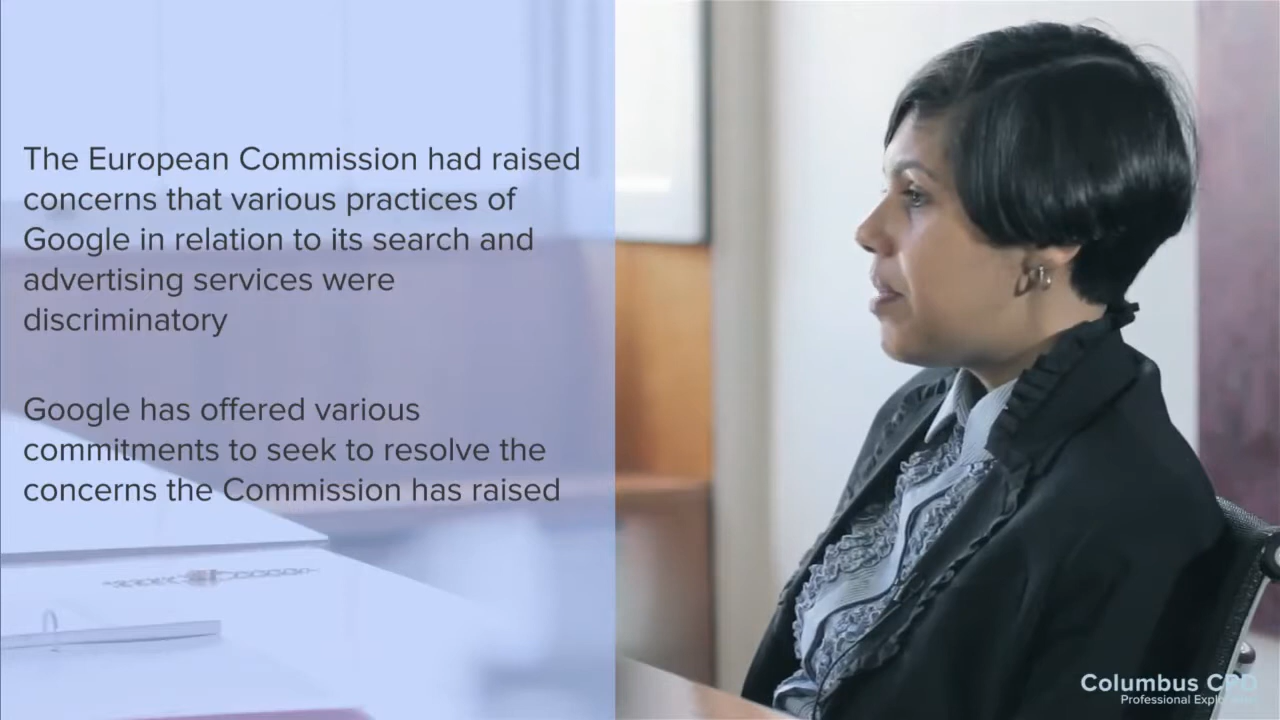 The European Commission had raised
concerns that various practices of
Google in relation to its search and
advertising services were
discriminatory
Google has offered various
commitments to seek to resolve the
concerns the Commission has raised
Columbus CPD
Professional